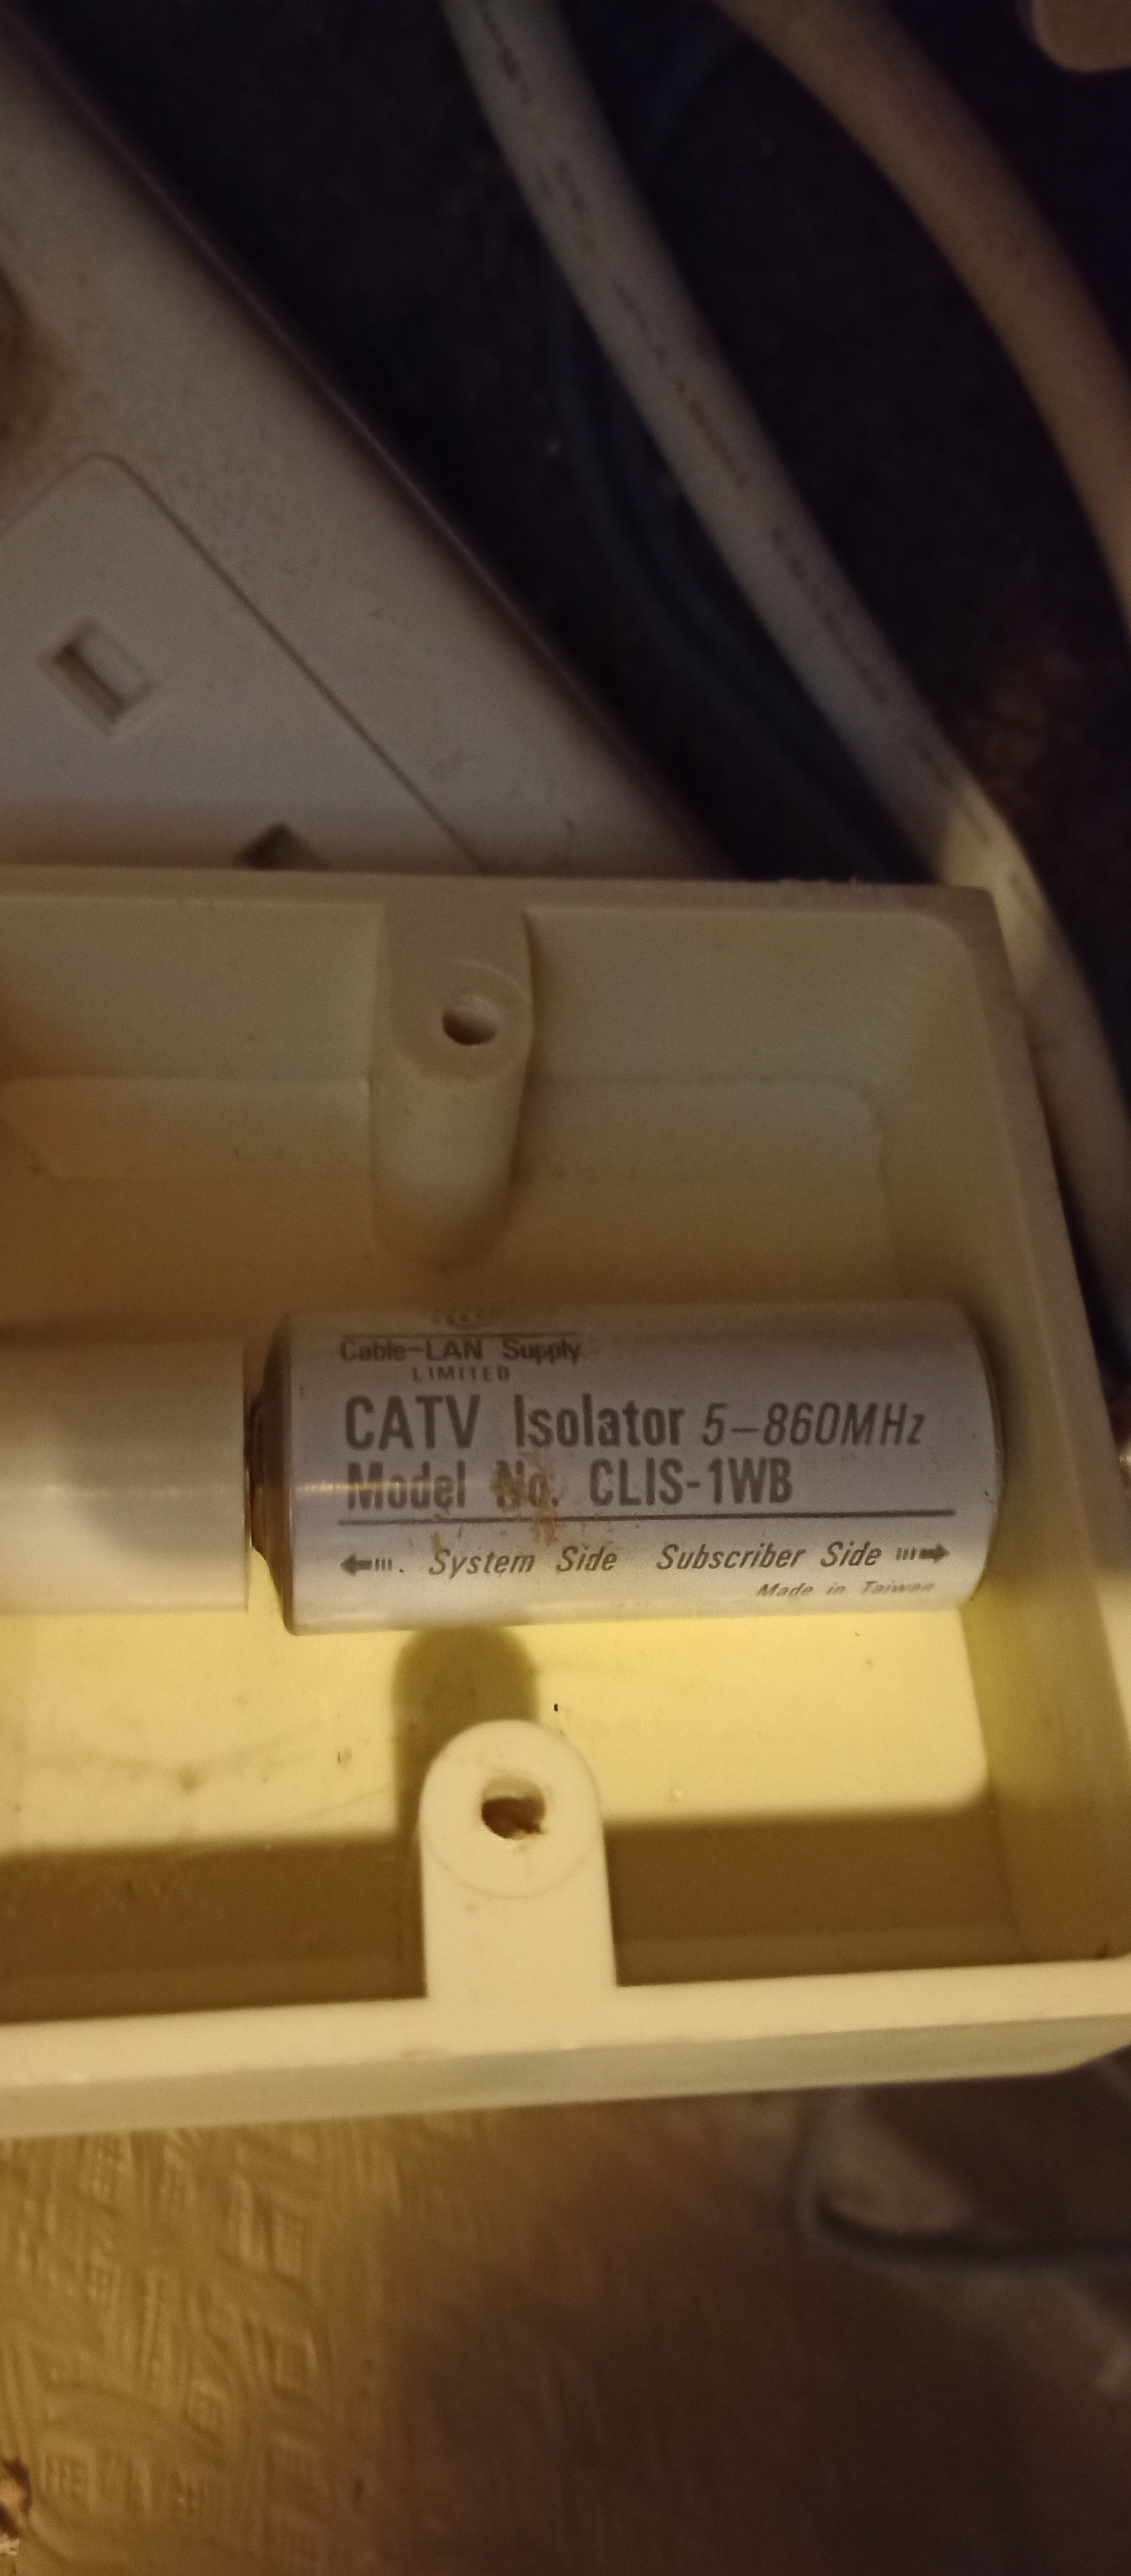 Cable-LAN Supply
LIMITED
CATV Isolator 5-860MHz
Model No. CLIS-1WB
System Side Subscriber Side
Made in Taiwan